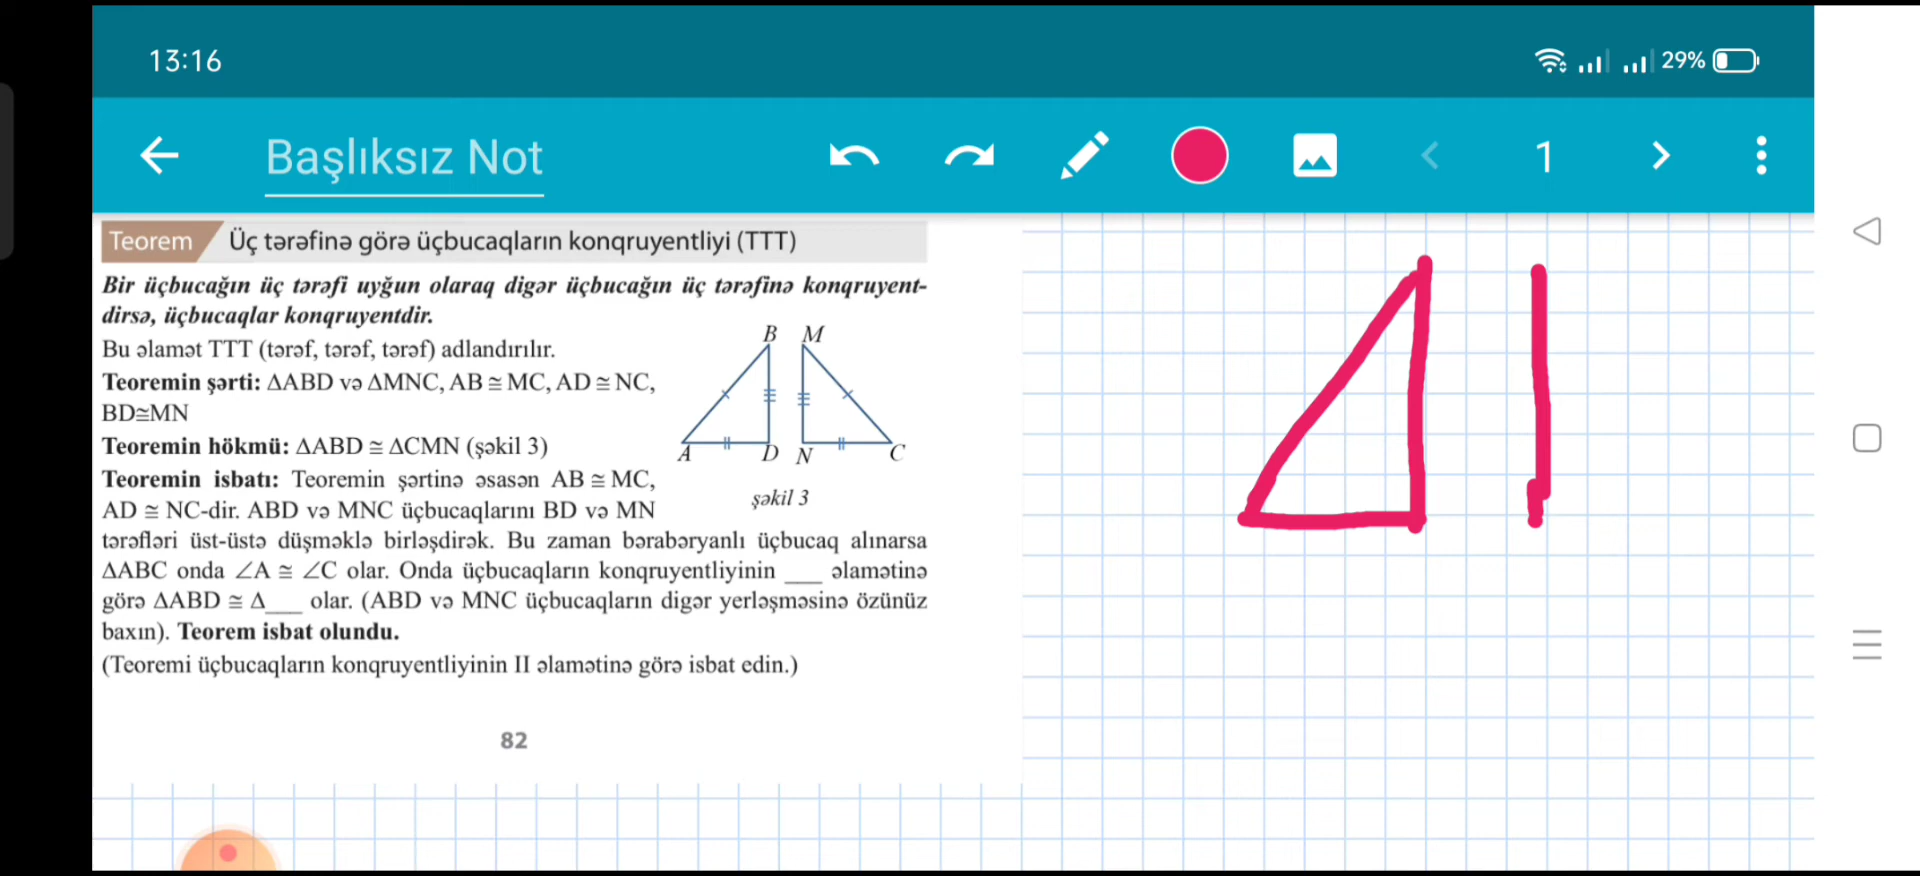 13:16
29%
Başlıksız Not
1
Teorem Üç tərəfinə görə üçbucaqların konqruyentliyi (TTT)
Bir üçbucağın üç tərəfi uyğun olaraq digər üçbucağın üç tərəfinə konqruyent-
dirsə, üçbucaqlar konqruyentdir.
Bu əlamət TTT (tərəf, tərəf, tərəf) adlandırılır.
Teoremin şərti: ΔABD və ΔMNC, AB ≅ MC, AD ≅ NC,
BD≅MN
Teoremin hökmü: ΔABD ≅ ΔCMN (şəkil 3)
Teoremin isbatı: Teoremin şərtinə əsasən AB ≅ MC,
AD ≅ NC-dir. ABD və MNC üçbucaqlarını BD və MN
tərəfləri üst-üstə düşməklə birləşdirək. Bu zaman bərabəryanlı üçbucaq alınarsa
ΔABC onda ∠A ≅ ∠C olar. Onda üçbucaqların konqruyentliyinin ___ əlamətinə
görə ΔABD ≅ Δ___ olar. (ABD və MNC üçbucaqların digər yerləşməsinə özünüz
baxın). Teorem isbat olundu.
(Teoremi üçbucaqların konqruyentliyinin II əlamətinə görə isbat edin.)
B M
A D N C
şəkil 3
82